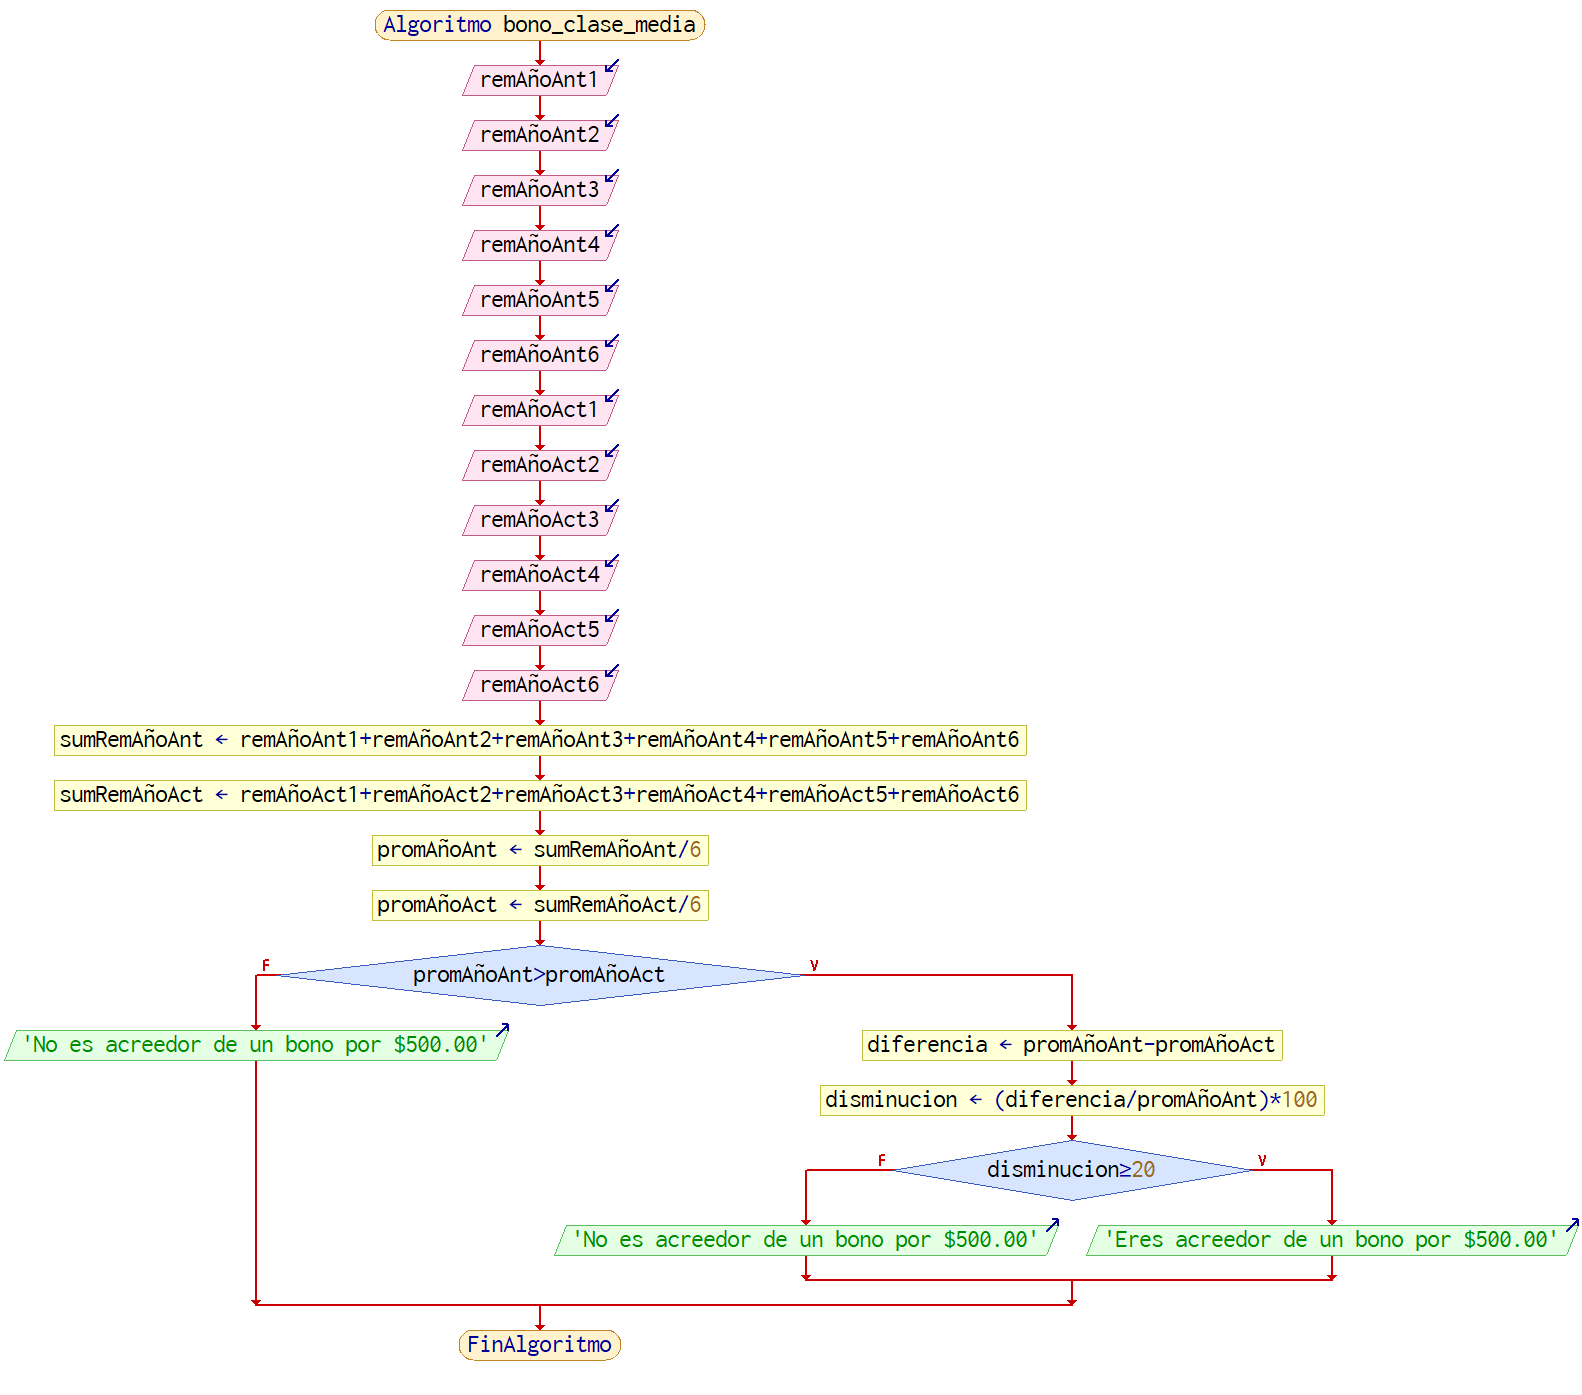 Algoritmo bono_clase_media
remAñoAnt1
remAñoAnt2
remAñoAnt3
remAñoAnt4
remAñoAnt5
remAñoAnt6
remAñoAct1
remAñoAct2
remAñoAct3
remAñoAct4
remAñoAct5
remAñoAct6
sumRemAñoAnt ← remAñoAnt1+remAñoAnt2+remAñoAnt3+remAñoAnt4+remAñoAnt5+remAñoAnt6
sumRemAñoAct ← remAñoAct1+remAñoAct2+remAñoAct3+remAñoAct4+remAñoAct5+remAñoAct6
promAñoAnt ← sumRemAñoAnt/6
promAñoAct ← sumRemAñoAct/6
F
promAñoAnt>promAñoAct
V
'No es acreedor de un bono por $500.00'
diferencia ← promAñoAnt-promAñoAct
disminucion ← (diferencia/promAñoAnt)*100
F
disminucion≥20
V
'No es acreedor de un bono por $500.00'
'Eres acreedor de un bono por $500.00'
FinAlgoritmo